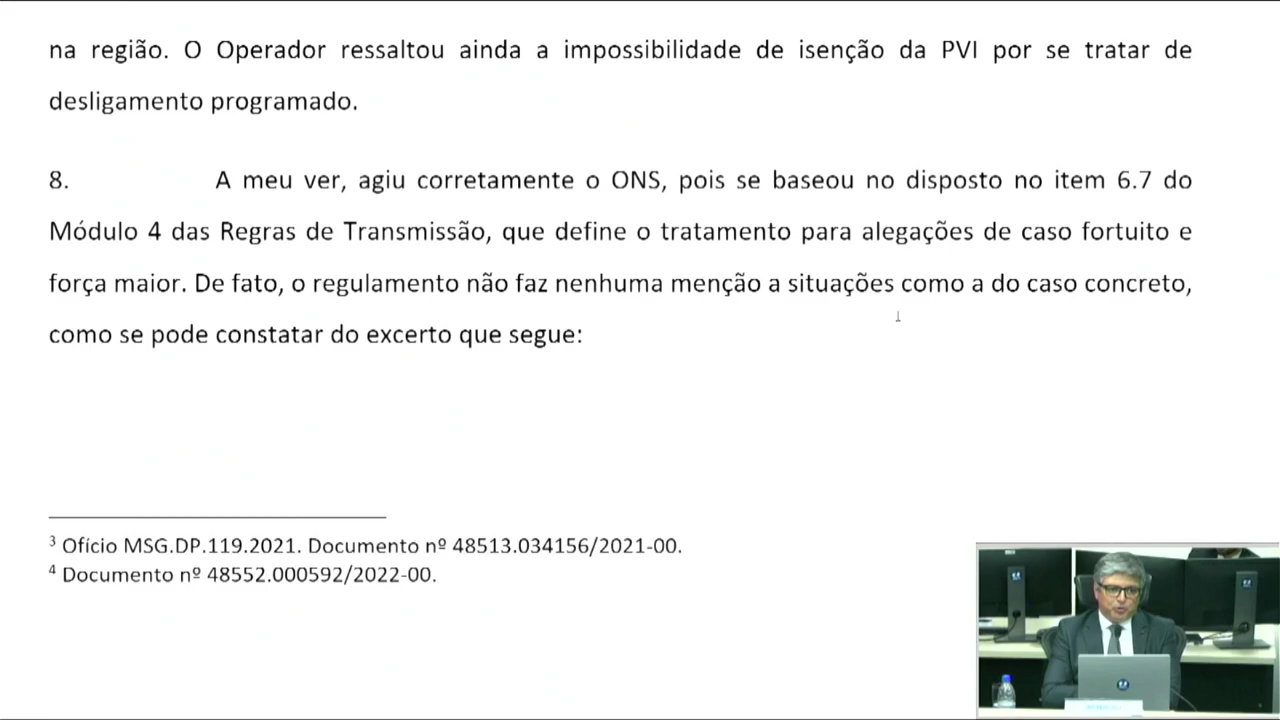 na região. O Operador ressaltou ainda a impossibilidade de isenção da PVI por se tratar de
desligamento programado.
8. A meu ver, agiu corretamente o ONS, pois se baseou no disposto no item 6.7 do
Módulo 4 das Regras de Transmissão, que define o tratamento para alegações de caso fortuito e
força maior. De fato, o regulamento não faz nenhuma menção a situações como a do caso concreto,
como se pode constatar do excerto que segue:
3 Ofício MSG.DP.119.2021. Documento nº 48513.034156/2021-00.
4 Documento nº 48552.000592/2022-00.